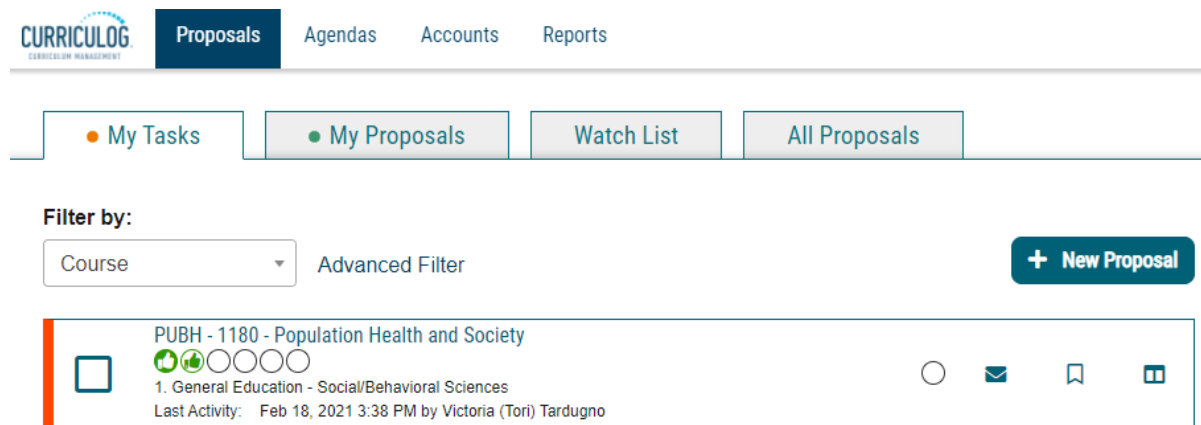 CURRICULOG
CURRICULUM MANAGEMENT
Proposals Agendas Accounts Reports
My Tasks My Proposals Watch List All Proposals
Filter by:
Course Advanced Filter
+ New Proposal
PUBH - 1180 - Population Health and Society
1. General Education - Social/Behavioral Sciences
Last Activity: Feb 18, 2021 3:38 PM by Victoria (Tori) Tardugno